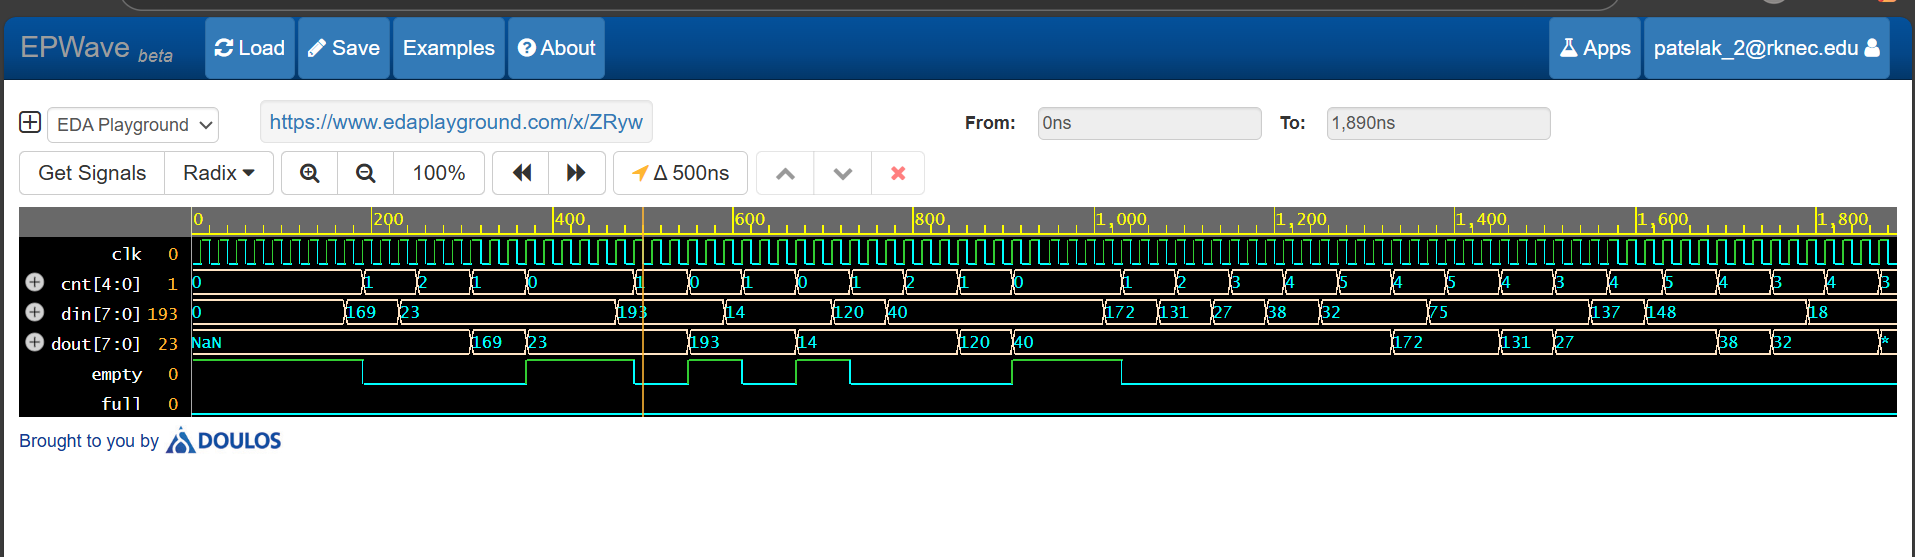 EPWave beta Load Save Examples About Apps patelak_2@rknec.edu
EDA Playground https://www.edaplayground.com/x/ZRyw From: 0ns To: 1,890ns
Get Signals Radix 100% Δ 500ns
0 200 400 600 800 1,000 1,200 1,400 1,600 1,800
clk 0
cnt[4:0] 1 0 1 2 1 0 1 0 1 0 1 2 1 0 1 2 3 4 5 4 5 4 3 4 5 4 3 4 3
din[7:0] 193 0 169 23 193 14 120 40 172 131 27 38 32 75 137 148 18
dout[7:0] 23 NaN 169 23 193 14 120 40 172 131 27 38 32 *
empty 0
full 0
Brought to you by DOULOS